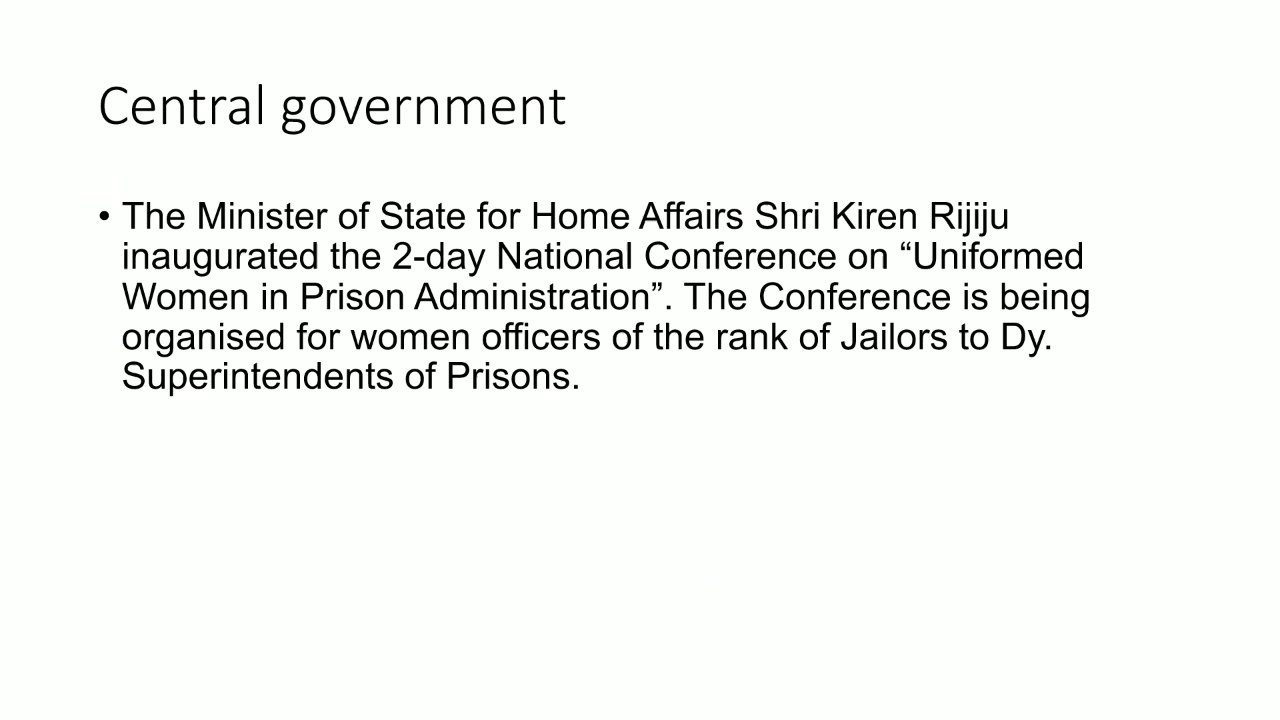 Central government
• The Minister of State for Home Affairs Shri Kiren Rijiju
inaugurated the 2-day National Conference on “Uniformed
Women in Prison Administration”. The Conference is being
organised for women officers of the rank of Jailors to Dy.
Superintendents of Prisons.